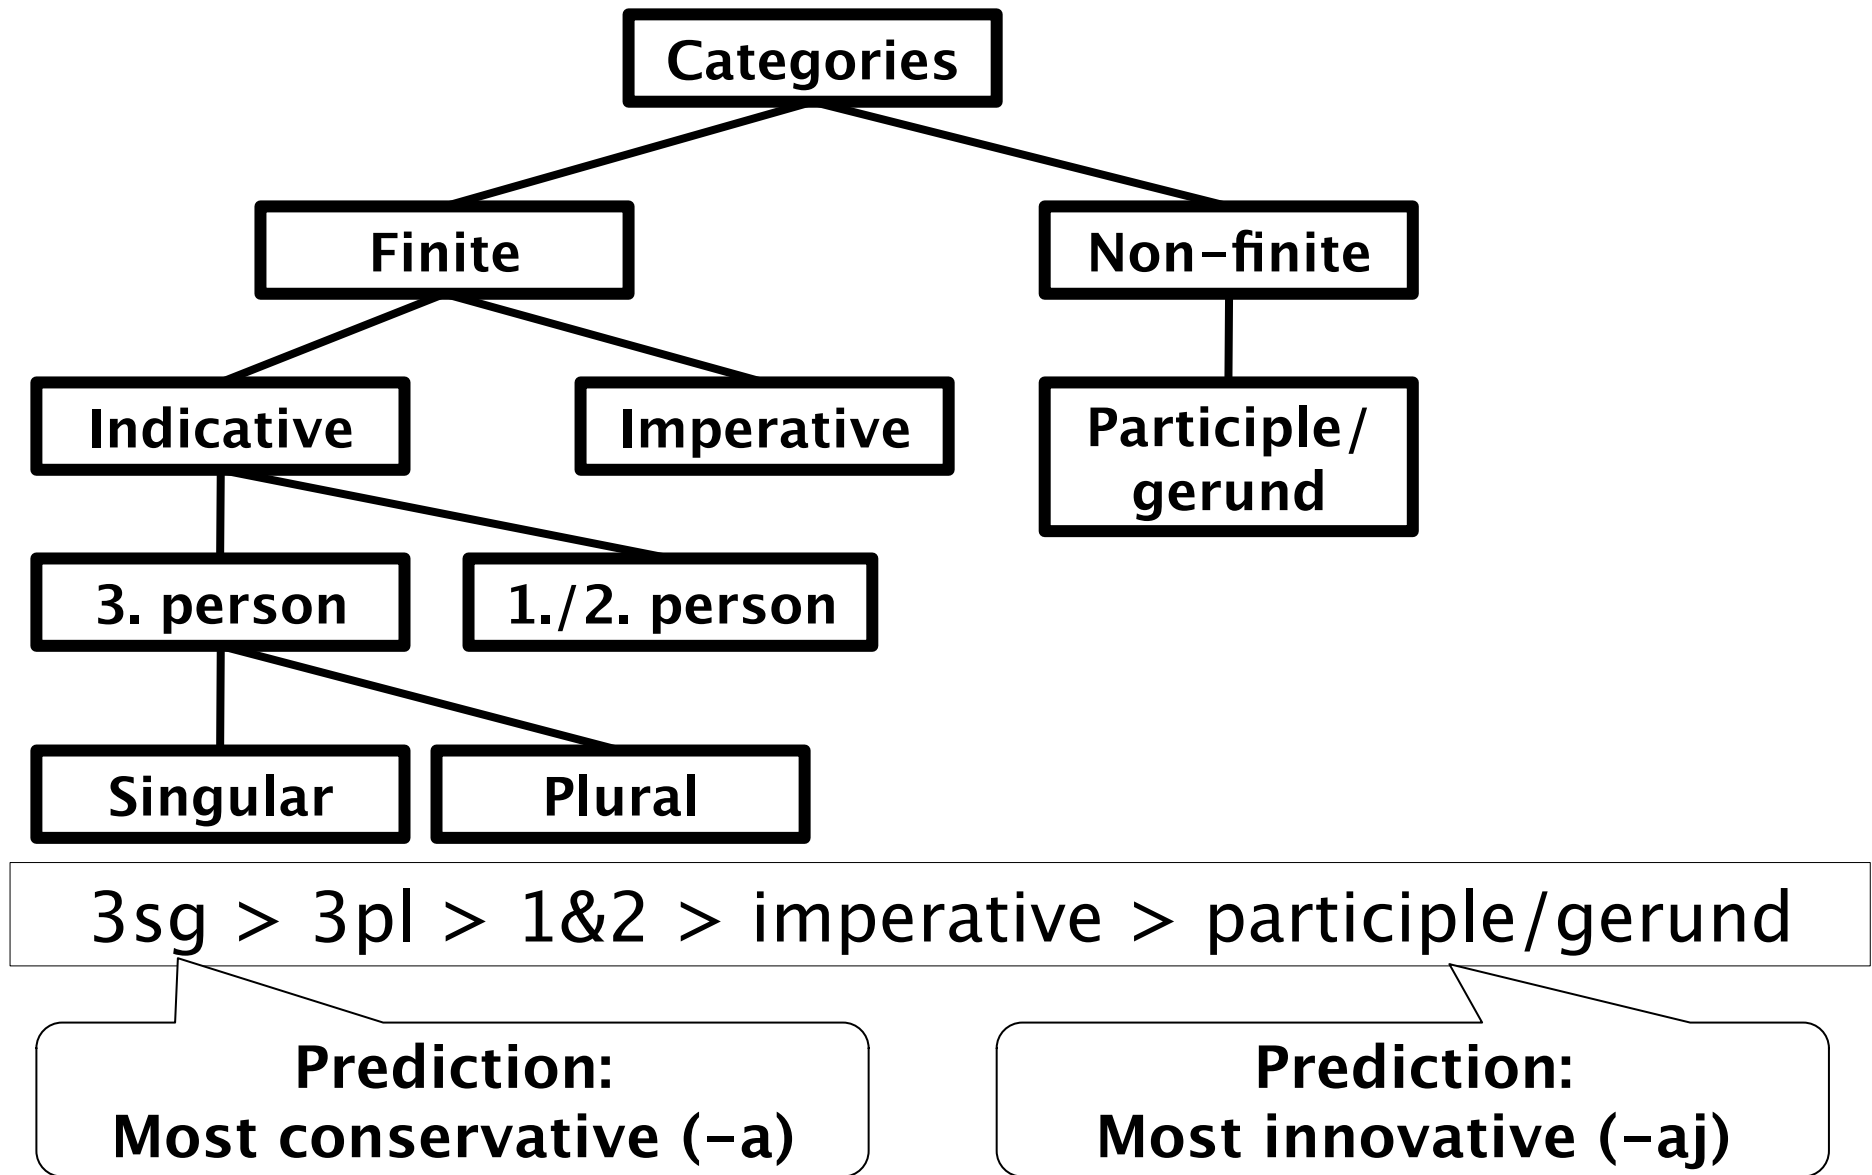 Categories
Finite
Non-finite
Indicative
Imperative
Participle/
gerund
3. person
1./2. person
Singular
Plural
3sg > 3pl > 1&2 > imperative > participle/gerund
Prediction:
Most conservative (-a)
Prediction:
Most innovative (-aj)